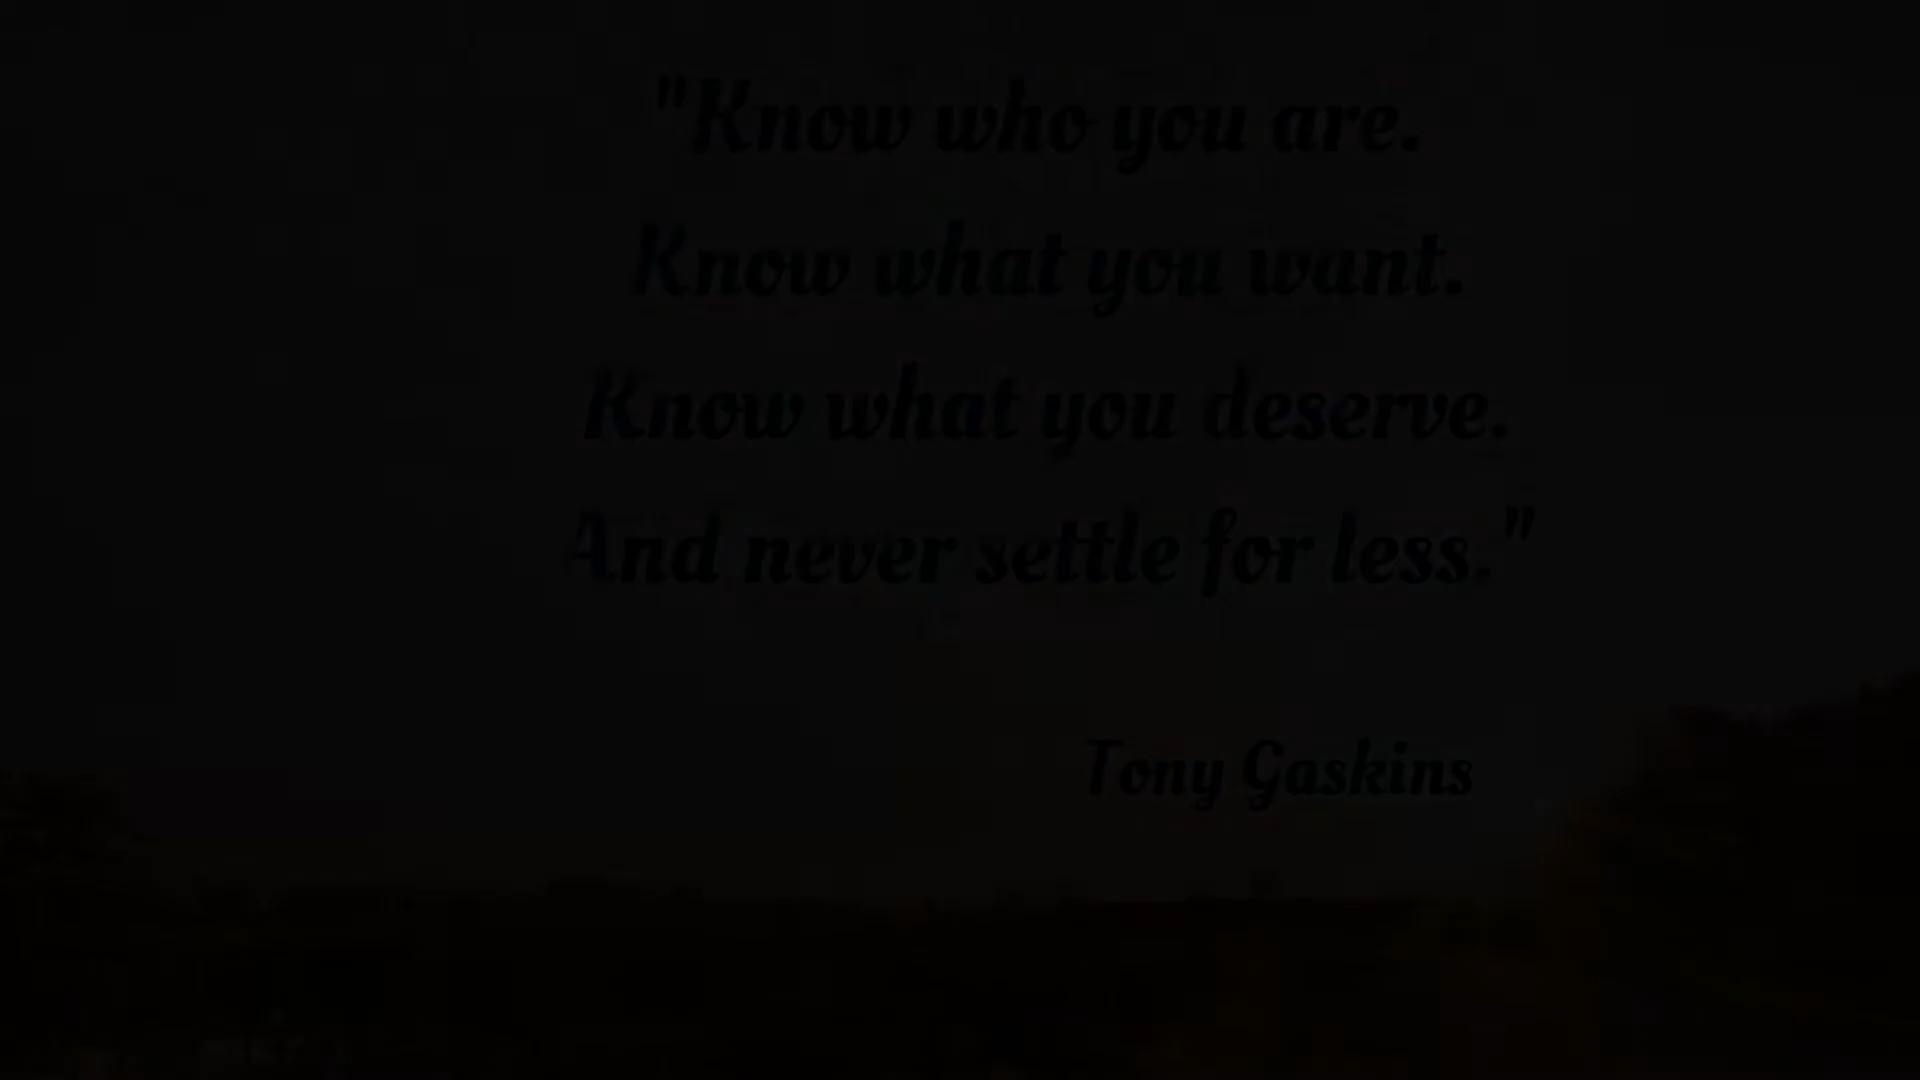 "Know who you are.
Know what you want.
Know what you deserve.
And never settle for less."
Tony Gaskins